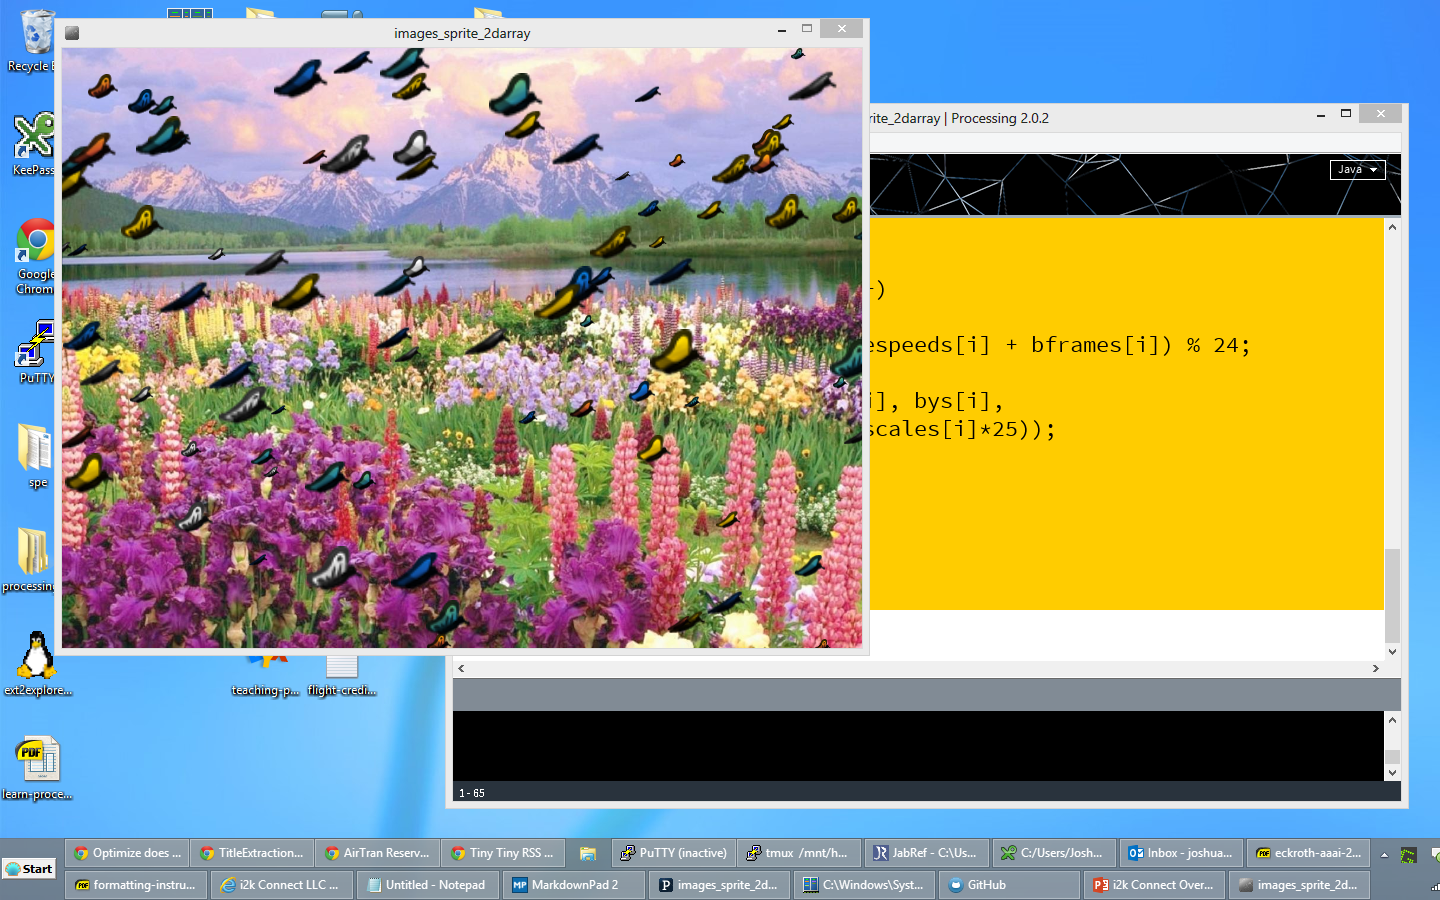 images_sprite_2darray
Recycle B
KeePass
Google
Chrom
PuTTY
spe
processing
ext2explore...
learn-proce...
teaching-p...
flight-credi...
rite_2darray | Processing 2.0.2
Java
)
espeeds[i] + bframes[i]) % 24;
i], bys[i],
scales[i]*25));
1 - 65
Start
Optimize does ...
TitleExtraction...
AirTran Reserv...
Tiny Tiny RSS ...
PuTTY (inactive)
tmux /mnt/h...
JabRef - C:\Us...
C:/Users/Josh...
Inbox - joshua...
eckroth-aaai-2...
formatting-instru...
i2k Connect LLC ...
Untitled - Notepad
MarkdownPad 2
images_sprite_2d...
C:\Windows\Syst...
GitHub
i2k Connect Over...
images_sprite_2d...